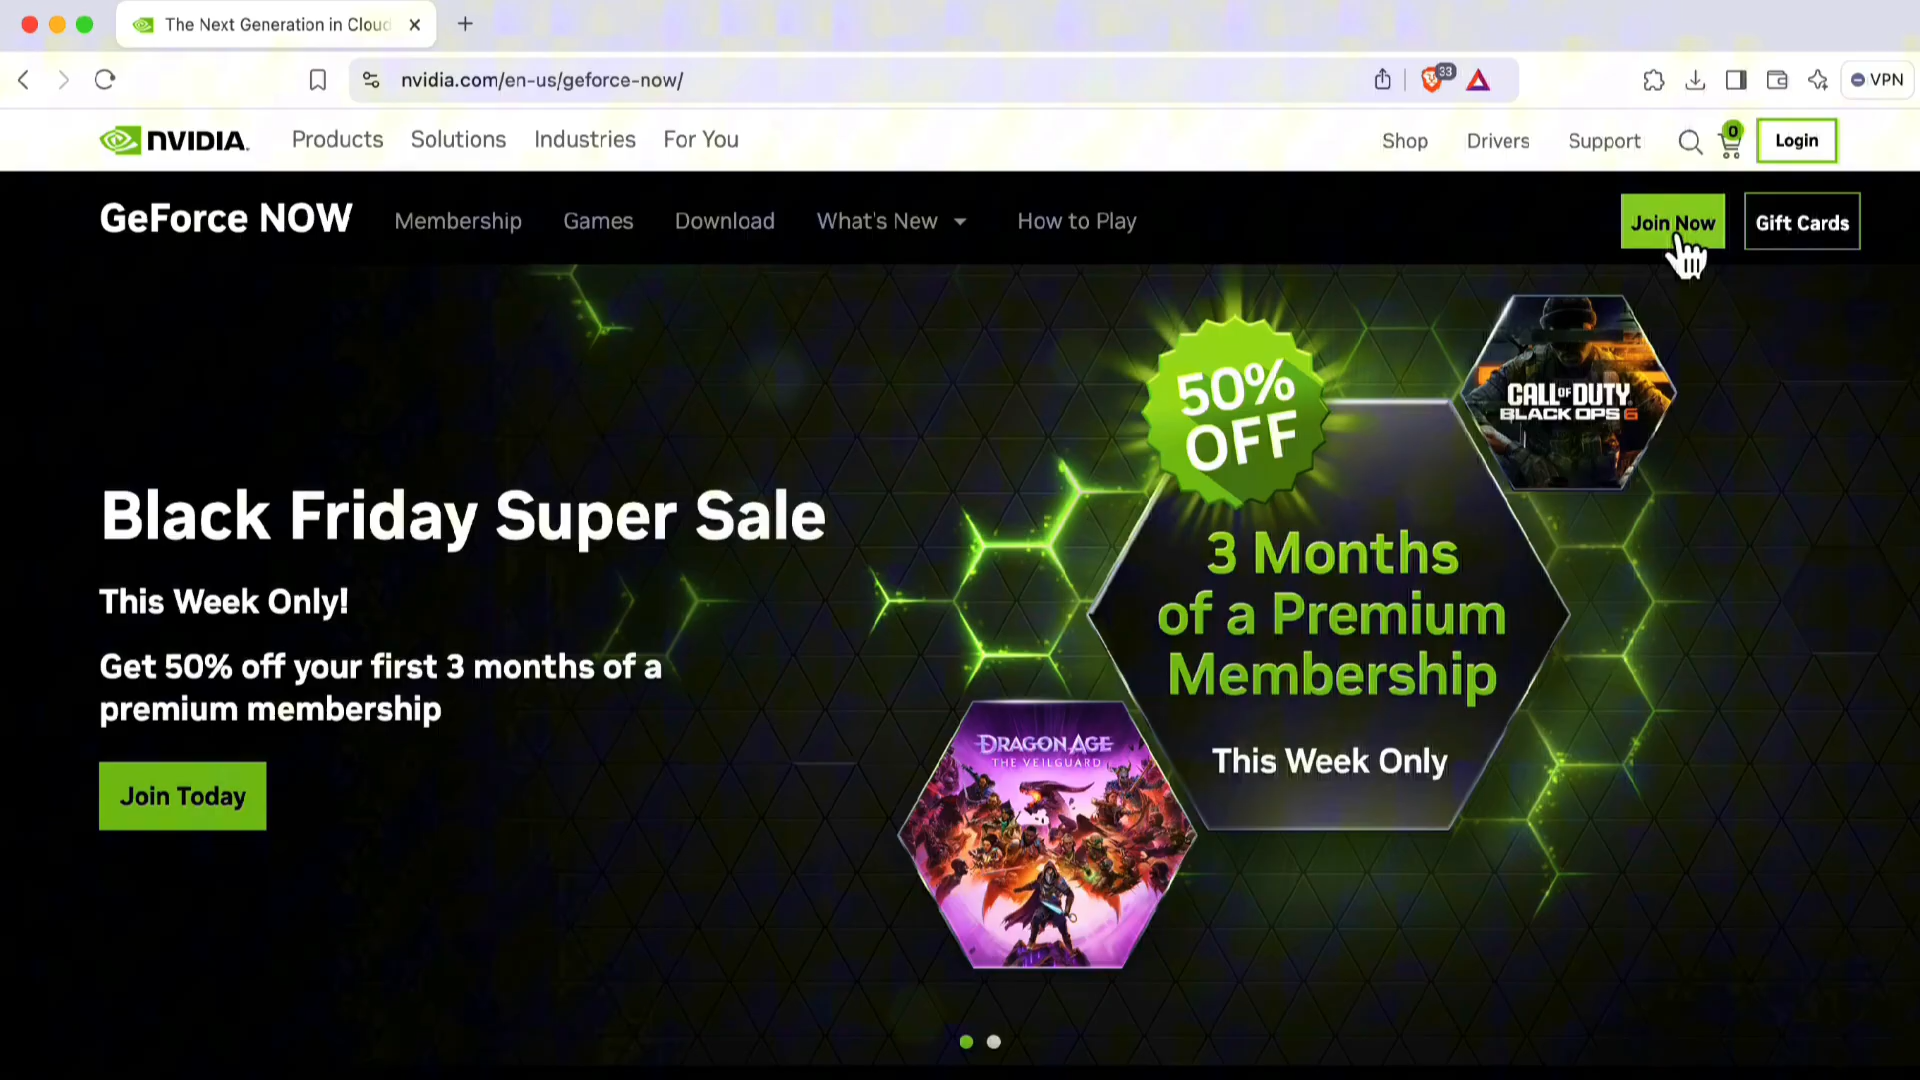 The Next Generation in Cloud
nvidia.com/en-us/geforce-now/
33
VPN
NVIDIA.
Products
Solutions
Industries
For You
Shop
Drivers
Support
0
Login
GeForce NOW
Membership
Games
Download
What's New
How to Play
Join Now
Gift Cards
50%
OFF
CALL OF DUTY
BLACK OPS 6
Black Friday Super Sale
This Week Only!
Get 50% off your first 3 months of a
premium membership
Join Today
3 Months
of a Premium
Membership
This Week Only
DRAGON AGE
THE VEILGUARD